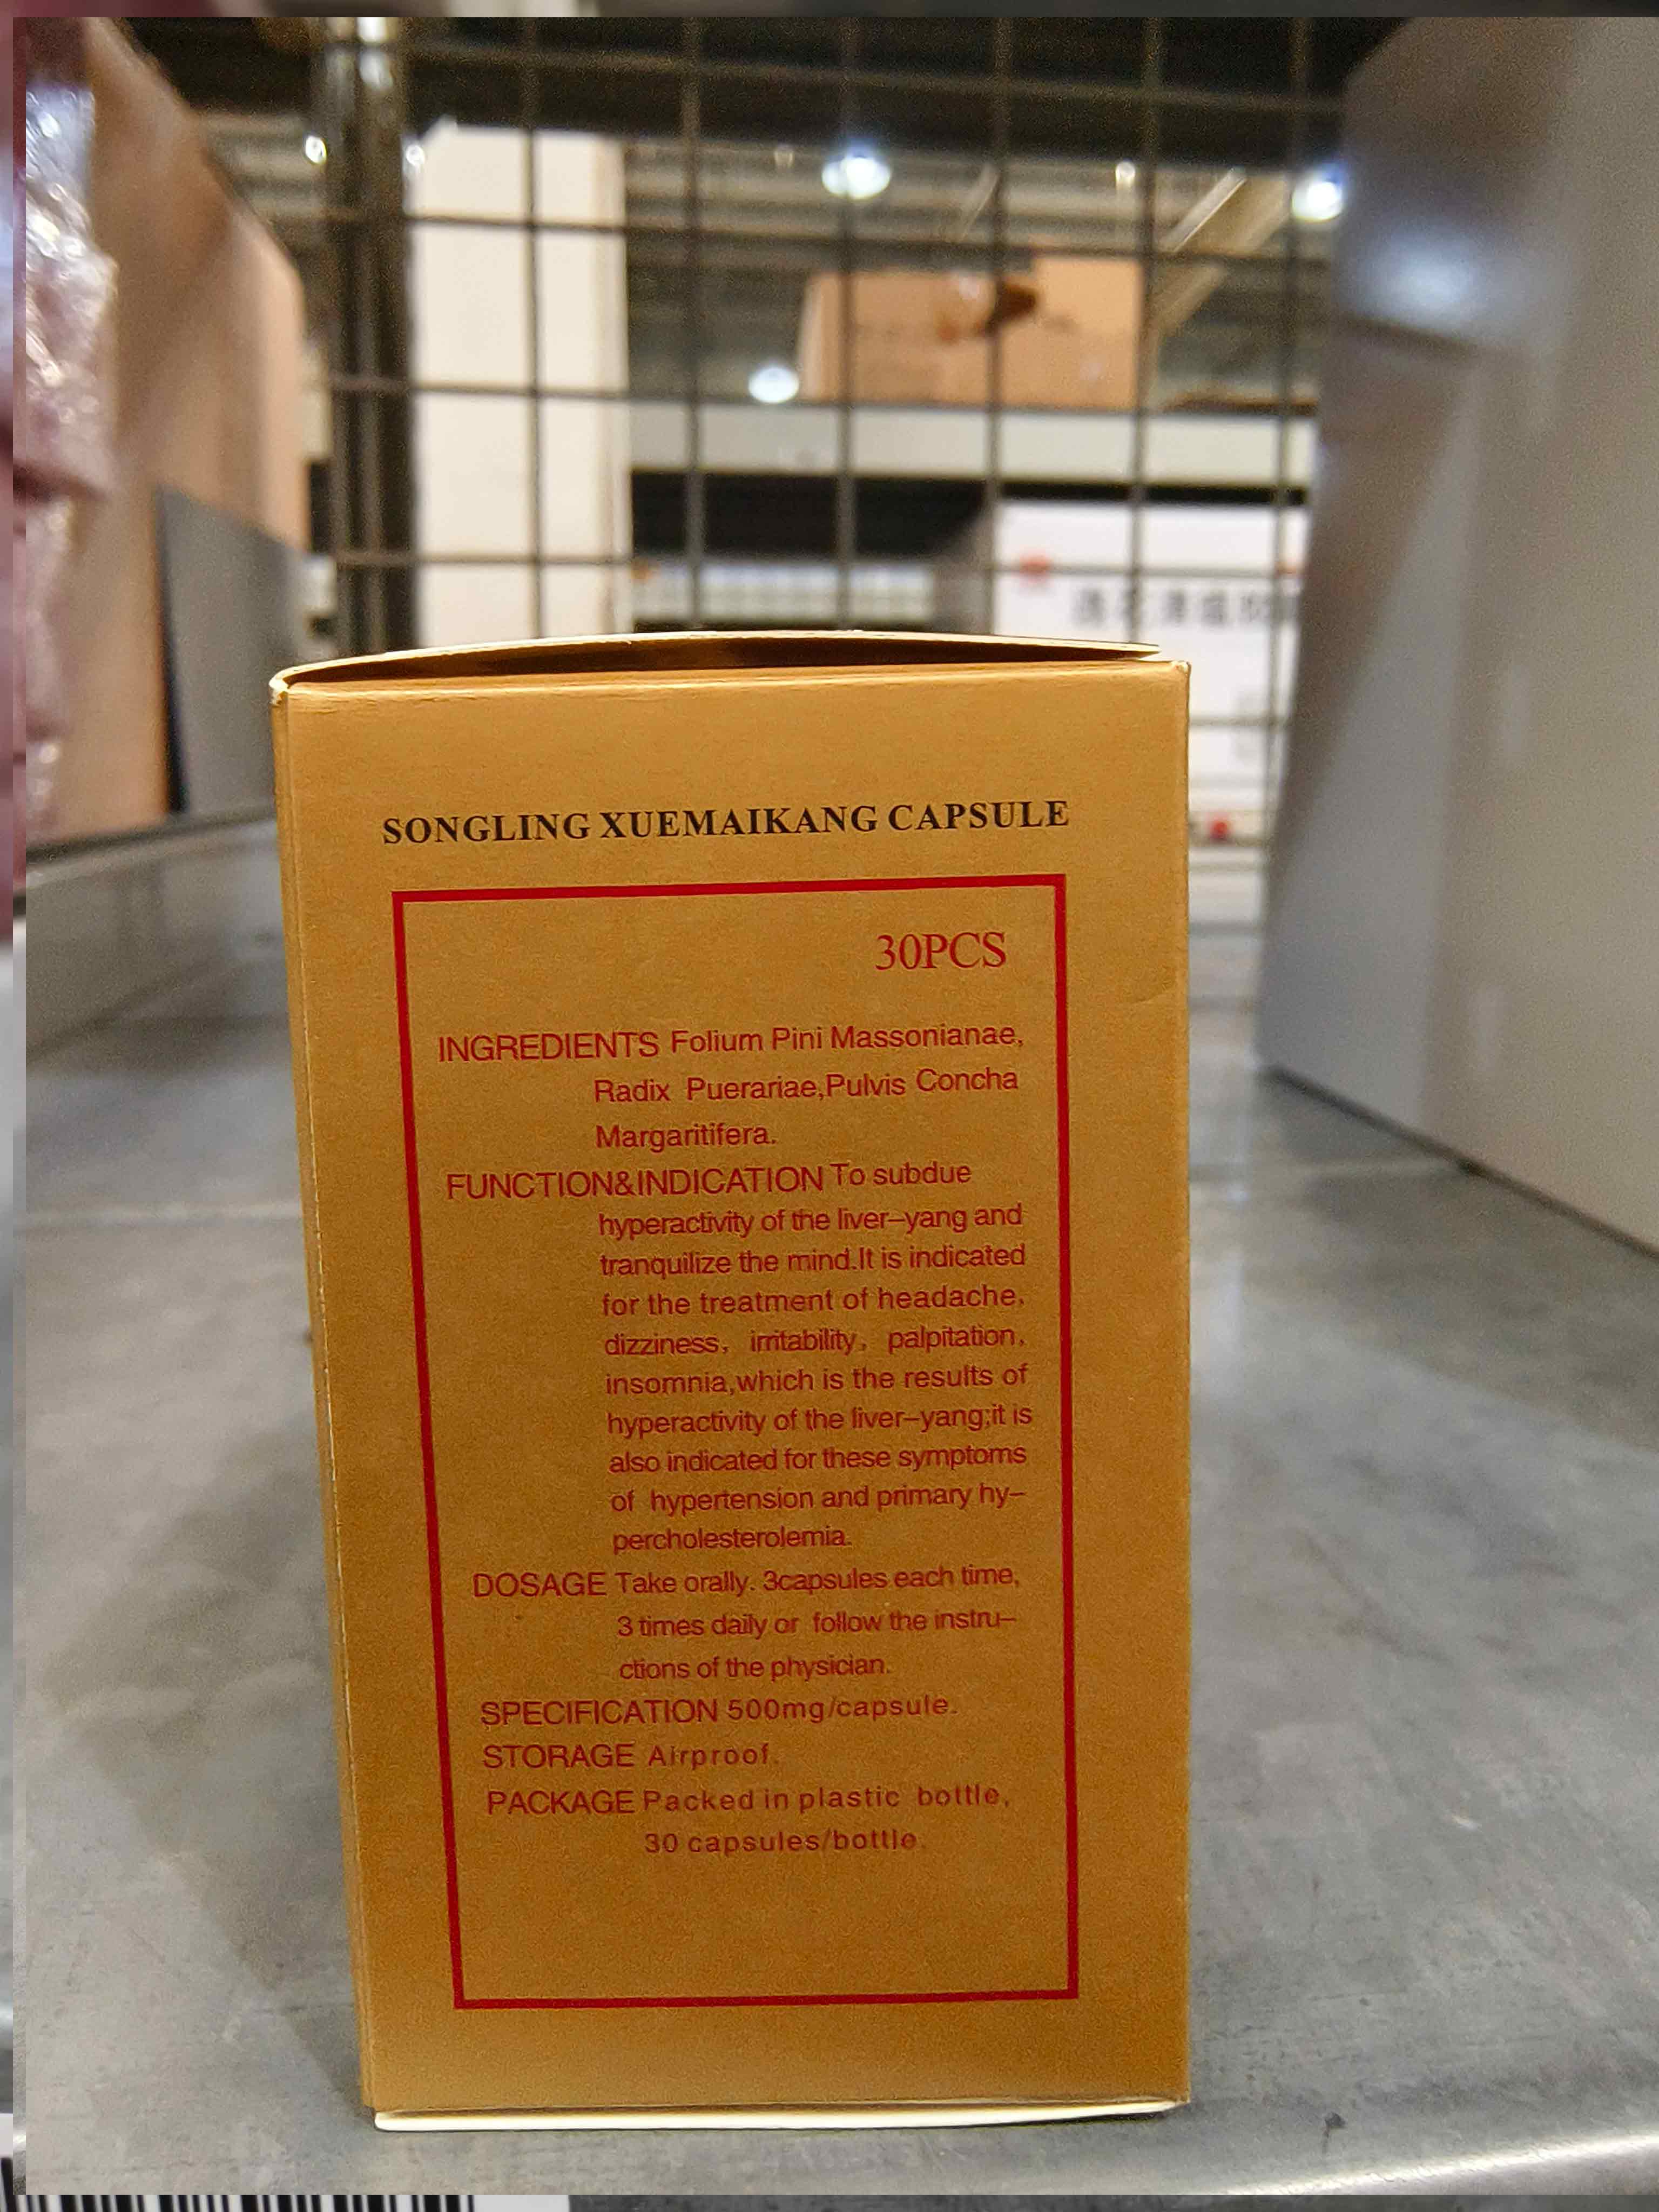 SONGLING XUEMAIKANG CAPSULE
30PCS
INGREDIENTS Folium Pini Massonianae,
Radix Puerariae,Pulvis Concha
Margaritifera.
FUNCTION&INDICATION To subdue
hyperactivity of the liver–yang and
tranquilize the mind.It is indicated
for the treatment of headache,
dizziness, irritability, palpitation,
insomnia,which is the results of
hyperactivity of the liver–yang;it is
also indicated for these symptoms
of hypertension and primary hy–
percholesterolemia.
DOSAGE Take orally. 3capsules each time,
3 times daily or follow the instru–
ctions of the physician.
SPECIFICATION 500mg/capsule.
STORAGE Airproof.
PACKAGE Packed in plastic bottle,
30 capsules/bottle.